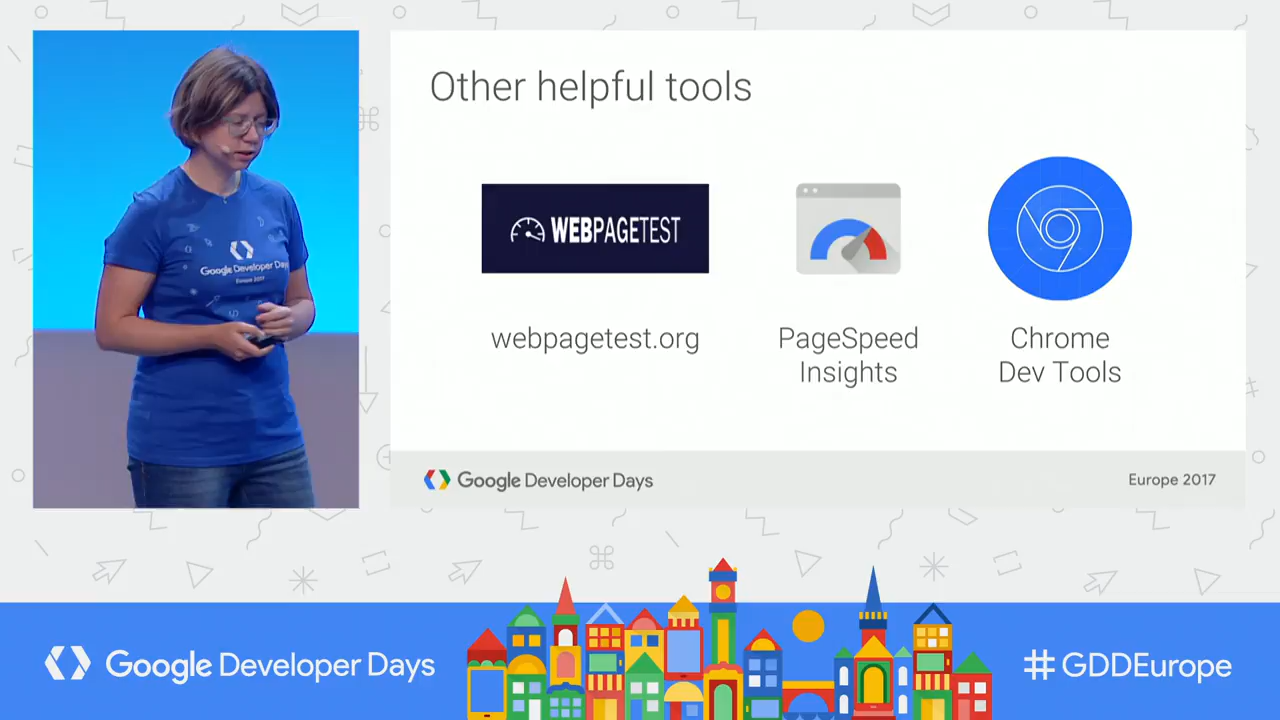 Other helpful tools
WEBPAGETEST
webpagetest.org
PageSpeed
Insights
Chrome
Dev Tools
Google Developer Days
Europe 2017
Google Developer Days
Europe 2017
Google Developer Days
#GDDEurope